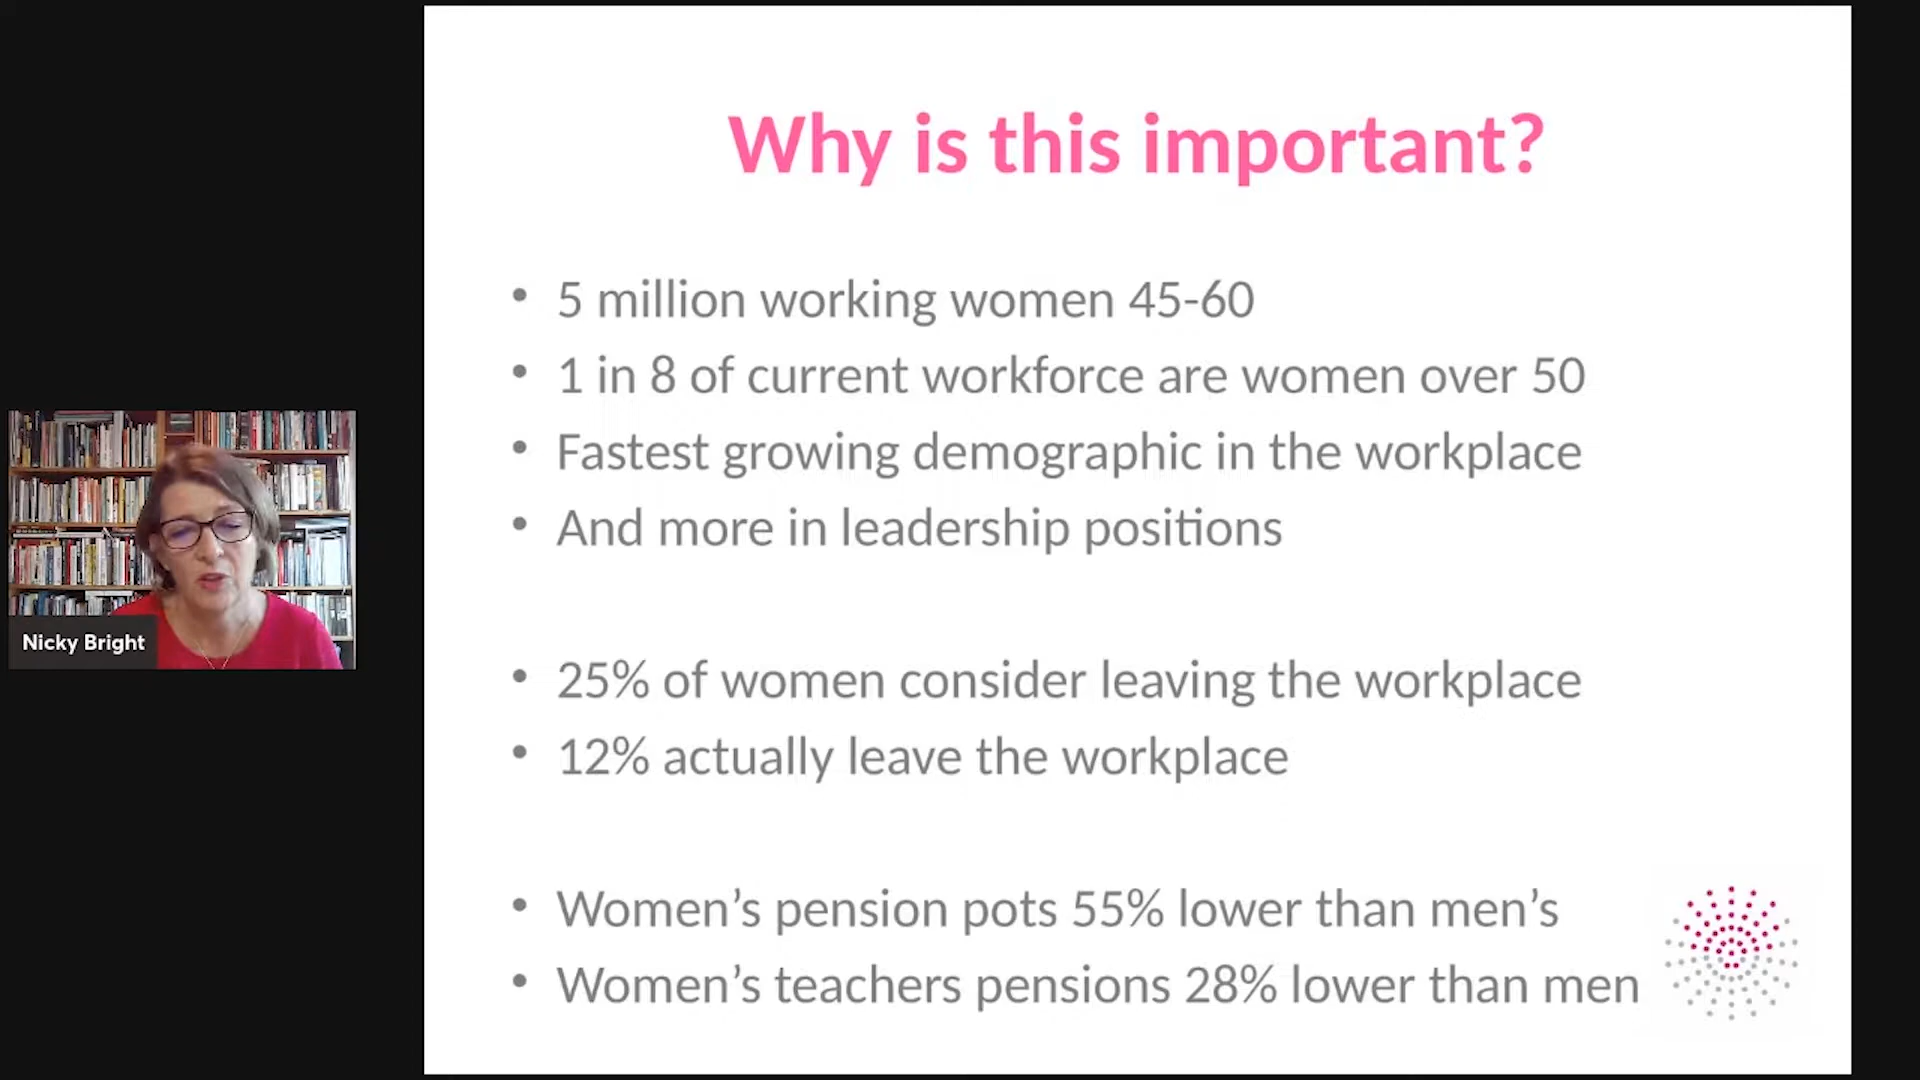 Why is this important?
• 5 million working women 45-60
• 1 in 8 of current workforce are women over 50
• Fastest growing demographic in the workplace
• And more in leadership positions
• 25% of women consider leaving the workplace
• 12% actually leave the workplace
• Women’s pension pots 55% lower than men’s
• Women’s teachers pensions 28% lower than men
Nicky Bright